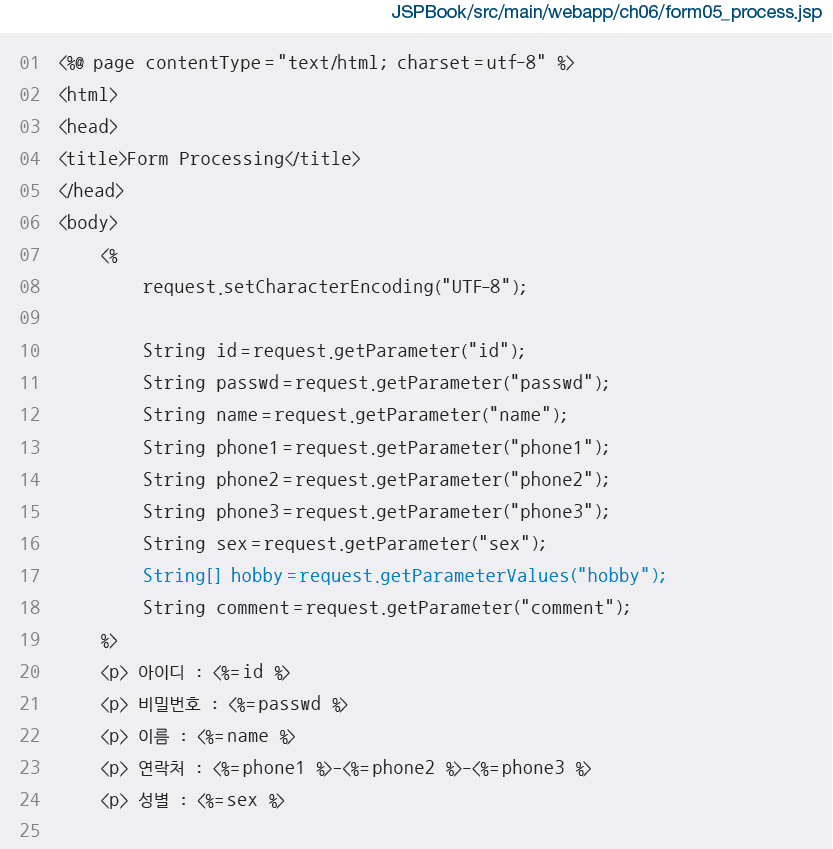 JSPBook/src/main/webapp/ch06/form05_process.jsp
01 <%@ page contentType="text/html; charset=utf-8" %>
02 <html>
03 <head>
04 <title>Form Processing</title>
05 </head>
06 <body>
07 <%
08 request.setCharacterEncoding("UTF-8");
09
10 String id=request.getParameter("id");
11 String passwd=request.getParameter("passwd");
12 String name=request.getParameter("name");
13 String phone1=request.getParameter("phone1");
14 String phone2=request.getParameter("phone2");
15 String phone3=request.getParameter("phone3");
16 String sex=request.getParameter("sex");
17 String[] hobby=request.getParameterValues("hobby");
18 String comment=request.getParameter("comment");
19 %>
20 <p> 아이디 : <%=id %>
21 <p> 비밀번호 : <%=passwd %>
22 <p> 이름 : <%=name %>
23 <p> 연락처 : <%=phone1 %>-<%=phone2 %>-<%=phone3 %>
24 <p> 성별 : <%=sex %>
25